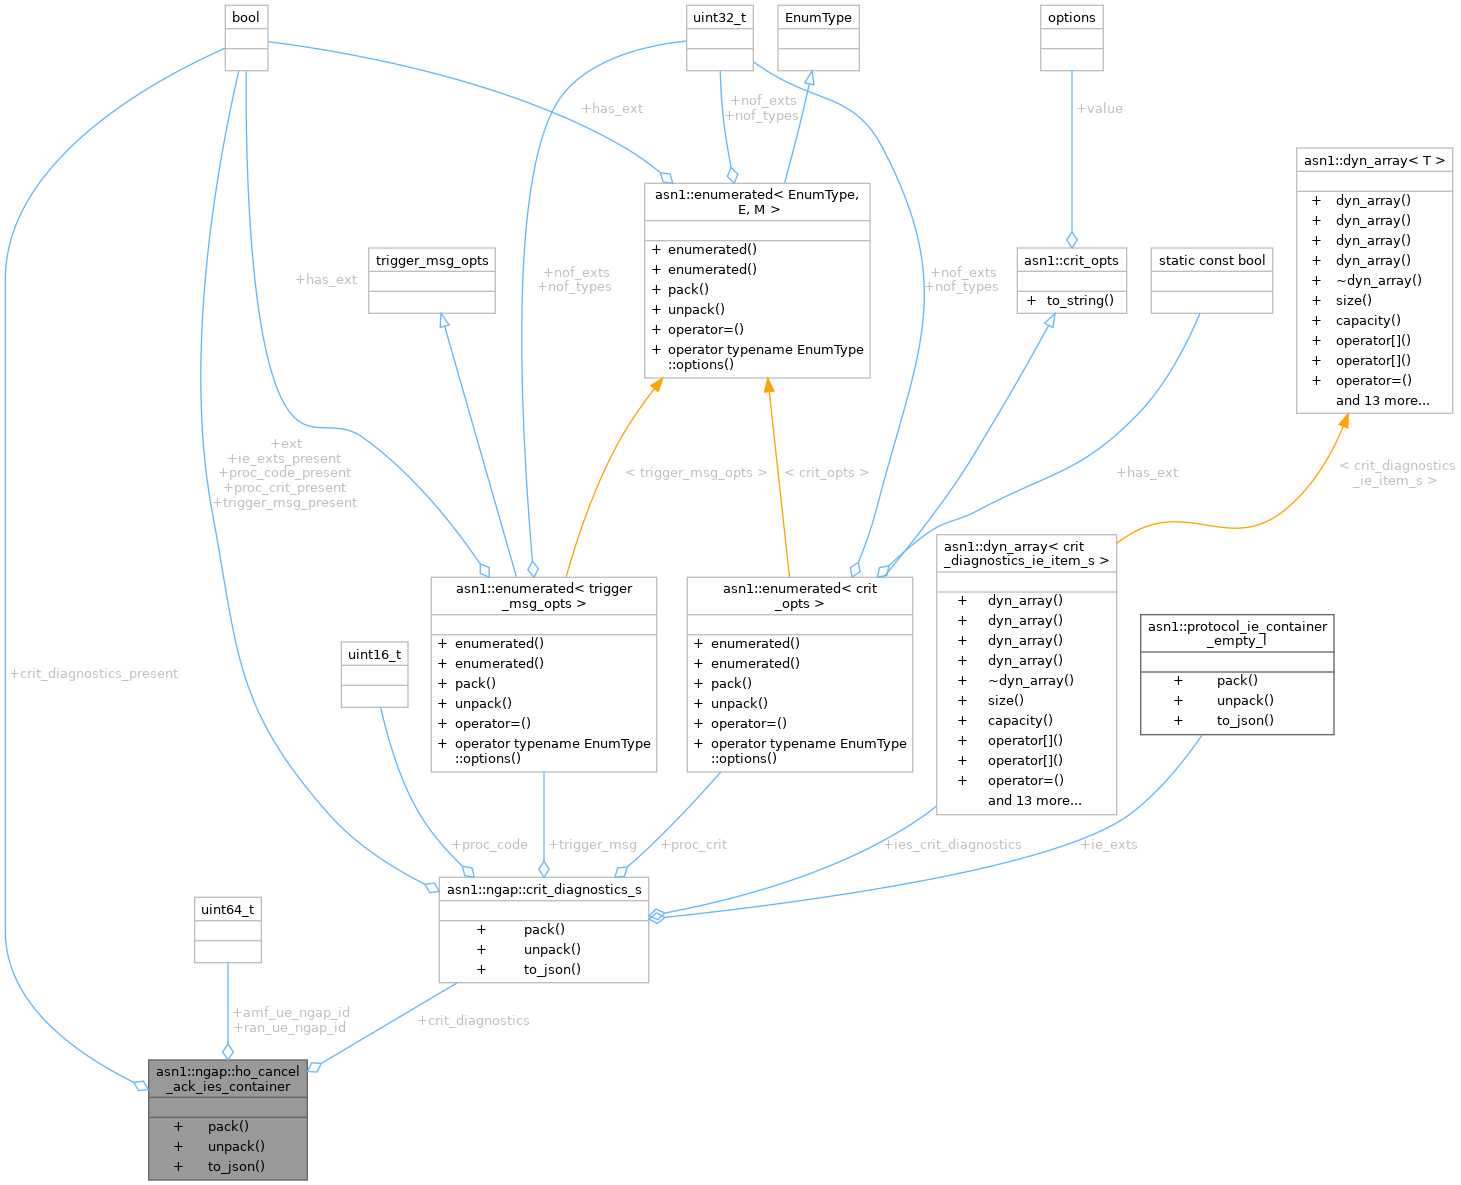 bool
uint32_t
EnumType
options
+has_ext
+nof_exts
+nof_types
+value
asn1::dyn_array< T >
+ dyn_array()
+ dyn_array()
+ dyn_array()
+ dyn_array()
+ ~dyn_array()
+ size()
+ capacity()
+ operator[]()
+ operator[]()
+ operator=()
and 13 more...
asn1::enumerated< EnumType,
E, M >
+ enumerated()
+ enumerated()
+ pack()
+ unpack()
+ operator=()
+ operator typename EnumType
::options()
trigger_msg_opts
+has_ext
+nof_exts
+nof_types
+nof_exts
+nof_types
asn1::crit_opts
+ to_string()
static const bool
+ext
+ie_exts_present
+proc_code_present
+proc_crit_present
+trigger_msg_present
< trigger_msg_opts >
< crit_opts >
+has_ext
< crit_diagnostics
_ie_item_s >
asn1::dyn_array< crit
_diagnostics_ie_item_s >
+ dyn_array()
+ dyn_array()
+ dyn_array()
+ dyn_array()
+ ~dyn_array()
+ size()
+ capacity()
+ operator[]()
+ operator[]()
+ operator=()
and 13 more...
asn1::enumerated< trigger
_msg_opts >
+ enumerated()
+ enumerated()
+ pack()
+ unpack()
+ operator=()
+ operator typename EnumType
::options()
asn1::enumerated< crit
_opts >
+ enumerated()
+ enumerated()
+ pack()
+ unpack()
+ operator=()
+ operator typename EnumType
::options()
asn1::protocol_ie_container
_empty_l
+ pack()
+ unpack()
+ to_json()
uint16_t
+crit_diagnostics_present
+proc_code
+trigger_msg
+proc_crit
+ies_crit_diagnostics
+ie_exts
asn1::ngap::crit_diagnostics_s
+ pack()
+ unpack()
+ to_json()
uint64_t
+amf_ue_ngap_id
+ran_ue_ngap_id
+crit_diagnostics
asn1::ngap::ho_cancel
_ack_ies_container
+ pack()
+ unpack()
+ to_json()